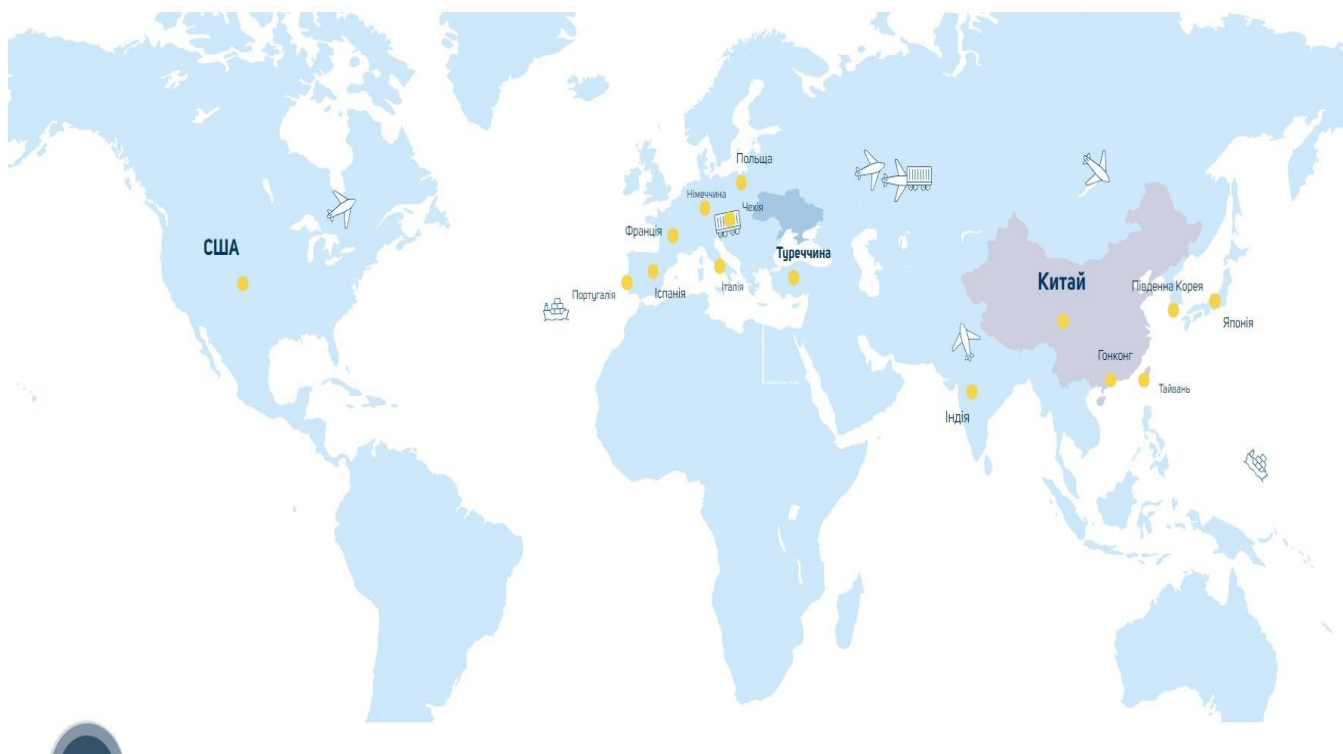 Польща
Німеччина
Чехія
Франція
США
Туреччина
Італія
Португалія
Іспанія
Китай
Південна Корея
Японія
Гонконг
Тайвань
Індія